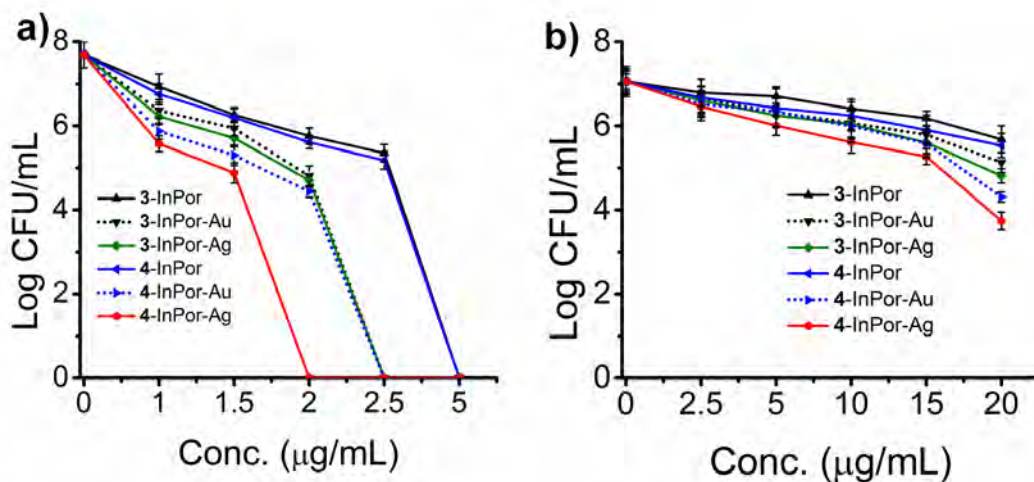 a)
8
6
4
2
0
Log CFU/mL
3-InPor
3-InPor-Au
3-InPor-Ag
4-InPor
4-InPor-Au
4-InPor-Ag
0 1 1.5 2 2.5 5
Conc. (μg/mL)
b)
8
6
4
2
0
Log CFU/mL
3-InPor
3-InPor-Au
3-InPor-Ag
4-InPor
4-InPor-Au
4-InPor-Ag
0 2.5 5 10 15 20
Conc. (μg/mL)